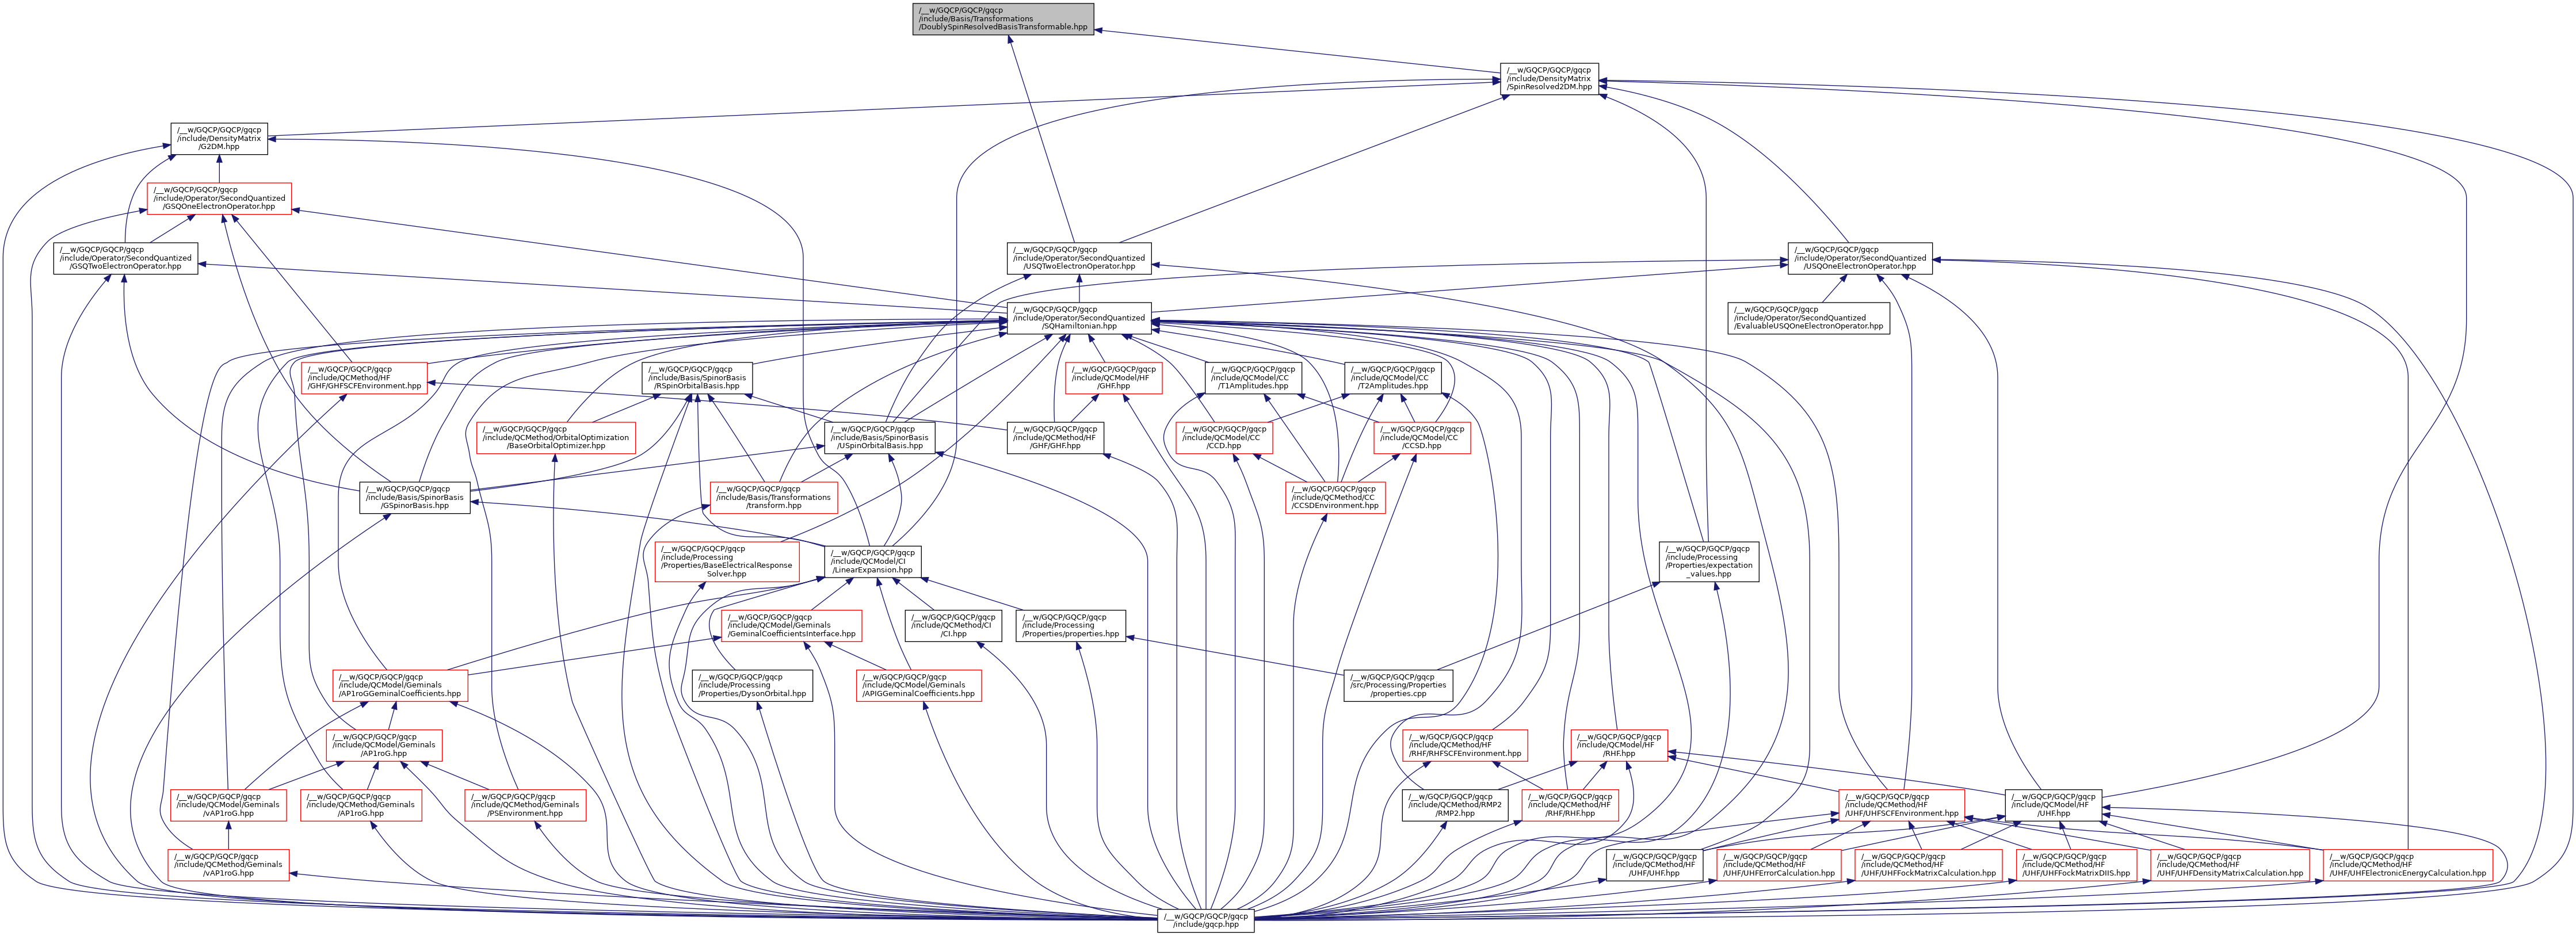 /__w/GQCP/GQCP/gqcp
/include/Basis/Transformations
/DoublySpinResolvedBasisTransformable.hpp
/__w/GQCP/GQCP/gqcp
/include/DensityMatrix
/SpinResolved2DM.hpp
/__w/GQCP/GQCP/gqcp
/include/DensityMatrix
/G2DM.hpp
/__w/GQCP/GQCP/gqcp
/include/Operator/SecondQuantized
/GSQOneElectronOperator.hpp
/__w/GQCP/GQCP/gqcp
/include/Operator/SecondQuantized
/GSQTwoElectronOperator.hpp
/__w/GQCP/GQCP/gqcp
/include/Operator/SecondQuantized
/USQTwoElectronOperator.hpp
/__w/GQCP/GQCP/gqcp
/include/Operator/SecondQuantized
/USQOneElectronOperator.hpp
/__w/GQCP/GQCP/gqcp
/include/Operator/SecondQuantized
/SQHamiltonian.hpp
/__w/GQCP/GQCP/gqcp
/include/Operator/SecondQuantized
/EvaluableUSQOneElectronOperator.hpp
/__w/GQCP/GQCP/gqcp
/include/QCMethod/HF
/GHF/GHFSCFEnvironment.hpp
/__w/GQCP/GQCP/gqcp
/include/Basis/SpinorBasis
/RSpinOrbitalBasis.hpp
/__w/GQCP/GQCP/gqcp
/include/QCModel/HF
/GHF.hpp
/__w/GQCP/GQCP/gqcp
/include/QCModel/CC
/T1Amplitudes.hpp
/__w/GQCP/GQCP/gqcp
/include/QCModel/CC
/T2Amplitudes.hpp
/__w/GQCP/GQCP/gqcp
/include/QCMethod/OrbitalOptimization
/BaseOrbitalOptimizer.hpp
/__w/GQCP/GQCP/gqcp
/include/Basis/SpinorBasis
/USpinOrbitalBasis.hpp
/__w/GQCP/GQCP/gqcp
/include/QCMethod/HF
/GHF/GHF.hpp
/__w/GQCP/GQCP/gqcp
/include/QCModel/CC
/CCD.hpp
/__w/GQCP/GQCP/gqcp
/include/QCModel/CC
/CCSD.hpp
/__w/GQCP/GQCP/gqcp
/include/Basis/SpinorBasis
/GSpinorBasis.hpp
/__w/GQCP/GQCP/gqcp
/include/Basis/Transformations
/transform.hpp
/__w/GQCP/GQCP/gqcp
/include/QCMethod/CC
/CCSDEnvironment.hpp
/__w/GQCP/GQCP/gqcp
/include/Processing
/Properties/BaseElectricalResponse
Solver.hpp
/__w/GQCP/GQCP/gqcp
/include/QCModel/CI
/LinearExpansion.hpp
/__w/GQCP/GQCP/gqcp
/include/Processing
/Properties/expectation
_values.hpp
/__w/GQCP/GQCP/gqcp
/include/QCModel/Geminals
/GeminalCoefficientsInterface.hpp
/__w/GQCP/GQCP/gqcp
/include/QCMethod/CI
/CI.hpp
/__w/GQCP/GQCP/gqcp
/include/Processing
/Properties/properties.hpp
/__w/GQCP/GQCP/gqcp
/include/QCModel/Geminals
/AP1roGGeminalCoefficients.hpp
/__w/GQCP/GQCP/gqcp
/include/Processing
/Properties/DysonOrbital.hpp
/__w/GQCP/GQCP/gqcp
/include/QCModel/Geminals
/APIGGeminalCoefficients.hpp
/__w/GQCP/GQCP/gqcp
/src/Processing/Properties
/properties.cpp
/__w/GQCP/GQCP/gqcp
/include/QCModel/Geminals
/AP1roG.hpp
/__w/GQCP/GQCP/gqcp
/include/QCMethod/HF
/RHF/RHFSCFEnvironment.hpp
/__w/GQCP/GQCP/gqcp
/include/QCModel/HF
/RHF.hpp
/__w/GQCP/GQCP/gqcp
/include/QCModel/Geminals
/vAP1roG.hpp
/__w/GQCP/GQCP/gqcp
/include/QCMethod/Geminals
/AP1roG.hpp
/__w/GQCP/GQCP/gqcp
/include/QCMethod/Geminals
/PSEnvironment.hpp
/__w/GQCP/GQCP/gqcp
/include/QCMethod/RMP2
/RMP2.hpp
/__w/GQCP/GQCP/gqcp
/include/QCMethod/HF
/RHF/RHF.hpp
/__w/GQCP/GQCP/gqcp
/include/QCMethod/HF
/UHF/UHFSCFEnvironment.hpp
/__w/GQCP/GQCP/gqcp
/include/QCModel/HF
/UHF.hpp
/__w/GQCP/GQCP/gqcp
/include/QCMethod/Geminals
/vAP1roG.hpp
/__w/GQCP/GQCP/gqcp
/include/QCMethod/HF
/UHF/UHF.hpp
/__w/GQCP/GQCP/gqcp
/include/QCMethod/HF
/UHF/UHFErrorCalculation.hpp
/__w/GQCP/GQCP/gqcp
/include/QCMethod/HF
/UHF/UHFFockMatrixCalculation.hpp
/__w/GQCP/GQCP/gqcp
/include/QCMethod/HF
/UHF/UHFFockMatrixDIIS.hpp
/__w/GQCP/GQCP/gqcp
/include/QCMethod/HF
/UHF/UHFDensityMatrixCalculation.hpp
/__w/GQCP/GQCP/gqcp
/include/QCMethod/HF
/UHF/UHFElectronicEnergyCalculation.hpp
/__w/GQCP/GQCP/gqcp
/include/gqcp.hpp